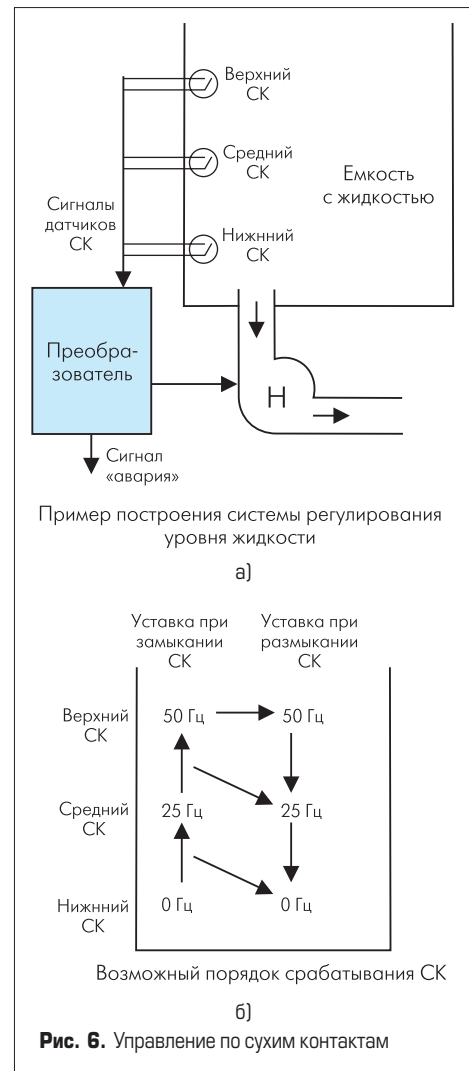 Верхний
СК
Средний
СК
Емкость
с жидкостью
Сигналы
датчиков
СК
Нижнний
СК
Преобра-
зователь
Н
Сигнал
«авария»
Пример построения системы регулирования
уровня жидкости
а)
Уставка при
замыкании
СК
Уставка при
размыкании
СК
Верхний
СК
50 Гц
50 Гц
Средний
СК
25 Гц
25 Гц
Нижнний
СК
0 Гц
0 Гц
Возможный порядок срабатывания СК
б)
Рис. 6. Управление по сухим контактам